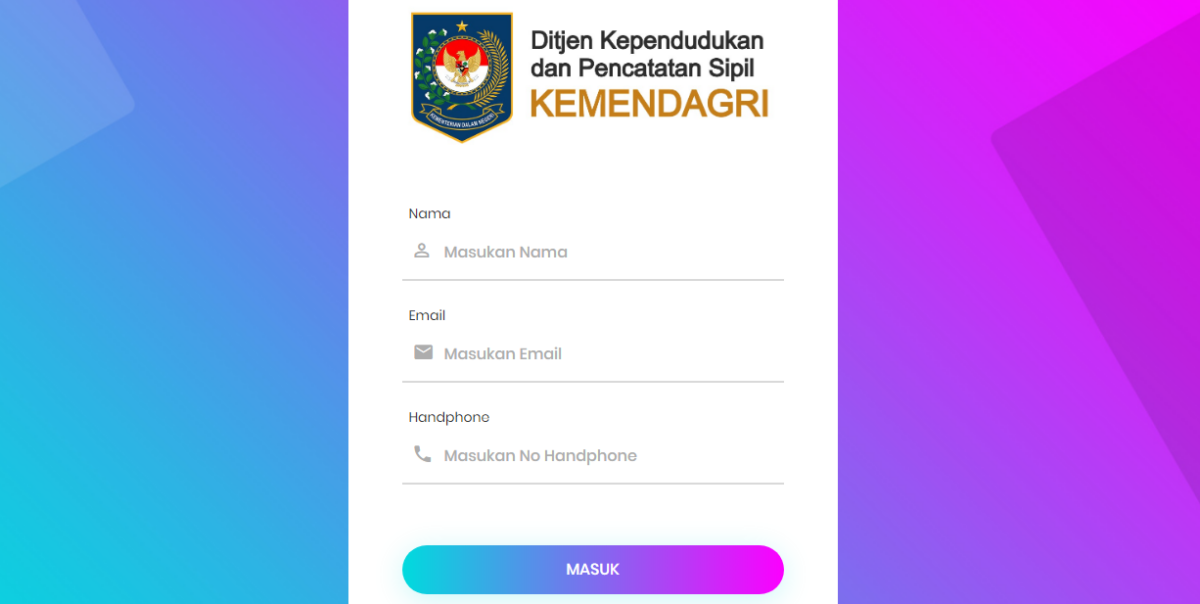 Ditjen Kependudukan
dan Pencatatan Sipil
KEMENDAGRI
KEMENTERIAN DALAM NEGERI
Nama
Masukan Nama
Email
Masukan Email
Handphone
Masukan No Handphone
MASUK